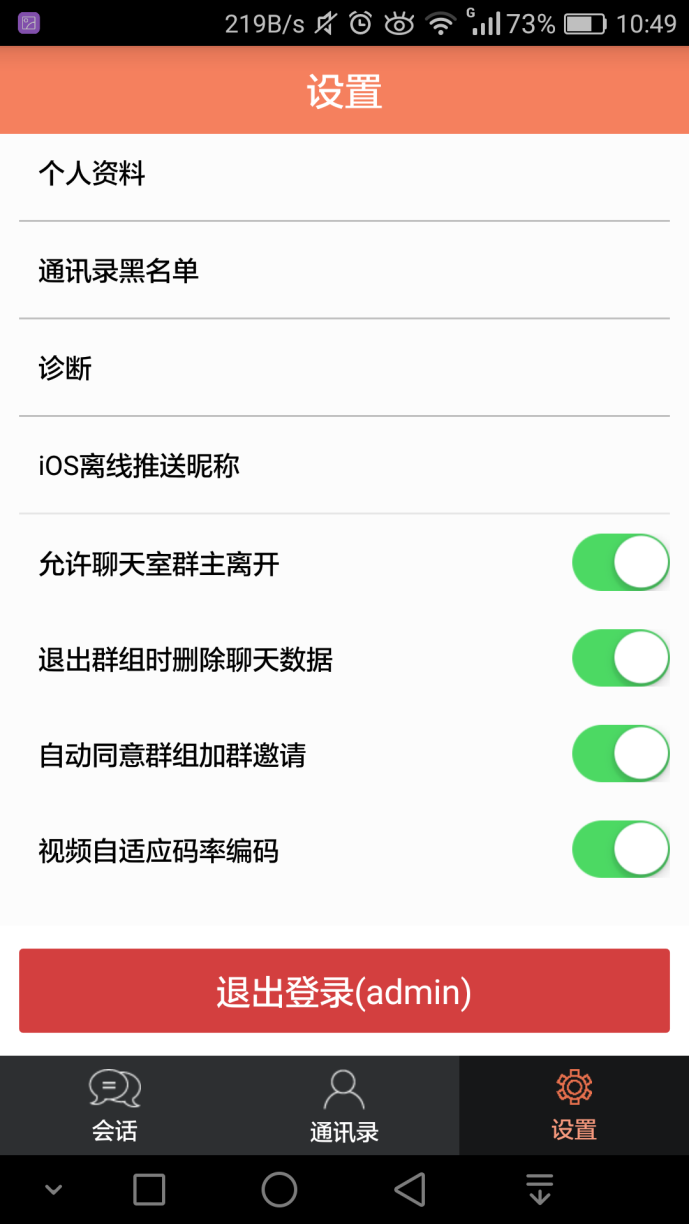 219B/s G 73% 10:49
设置
个人资料
通讯录黑名单
诊断
iOS离线推送昵称
允许聊天室群主离开
退出群组时删除聊天数据
自动同意群组加群邀请
视频自适应码率编码
退出登录(admin)
会话 通讯录 设置